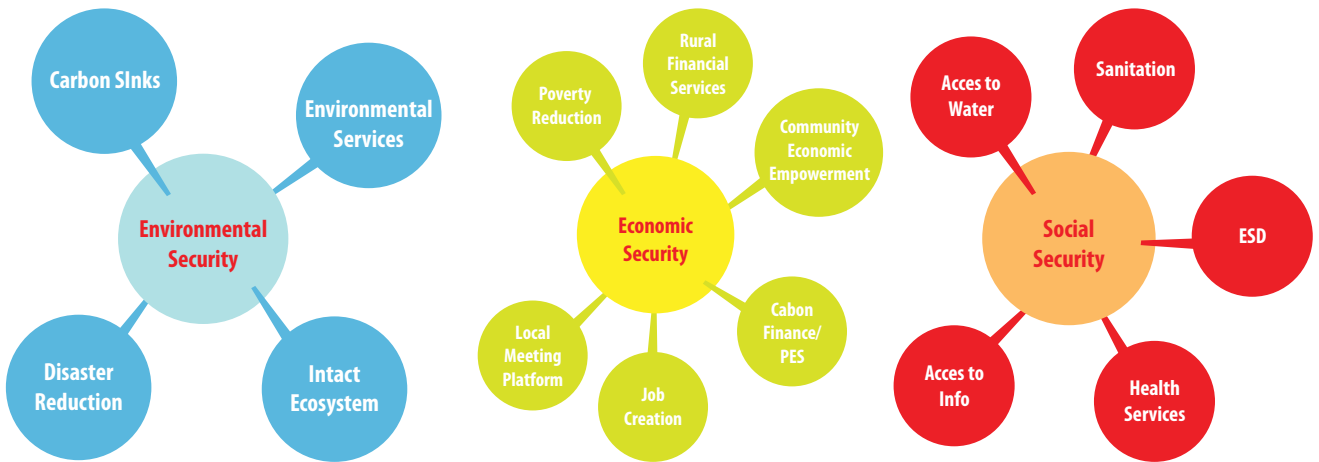 Carbon SInks
Environmental
Services
Environmental
Security
Disaster
Reduction
Intact
Ecosystem
Poverty
Reduction
Rural
Financial
Services
Community
Economic
Empowerment
Economic
Security
Local
Meeting
Platform
Job
Creation
Cabon
Finance/
PES
Acces to
Water
Sanitation
Social
Security
ESD
Acces to
Info
Health
Services